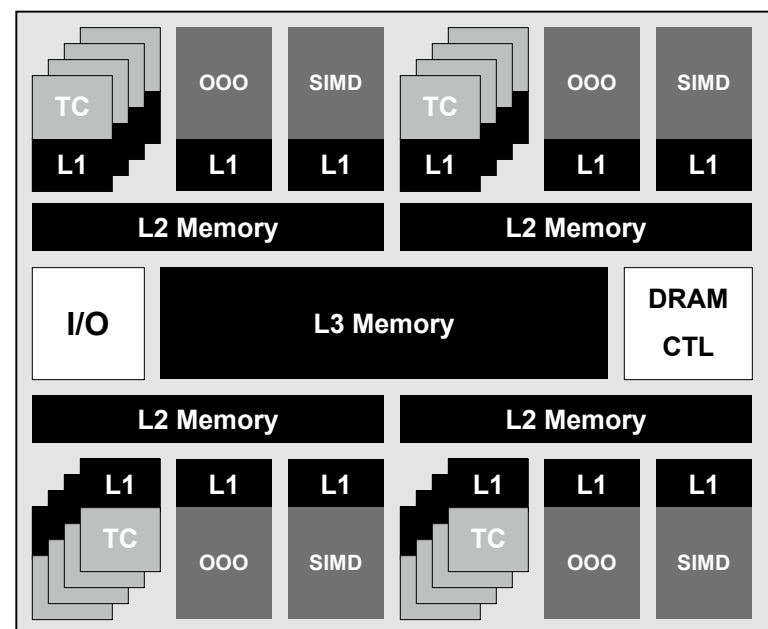 TC
L1
OOO
L1
SIMD
L1
TC
L1
OOO
L1
SIMD
L1
L2 Memory
L2 Memory
I/O
L3 Memory
DRAM
CTL
L2 Memory
L2 Memory
L1
TC
L1
OOO
L1
SIMD
L1
TC
L1
OOO
L1
SIMD